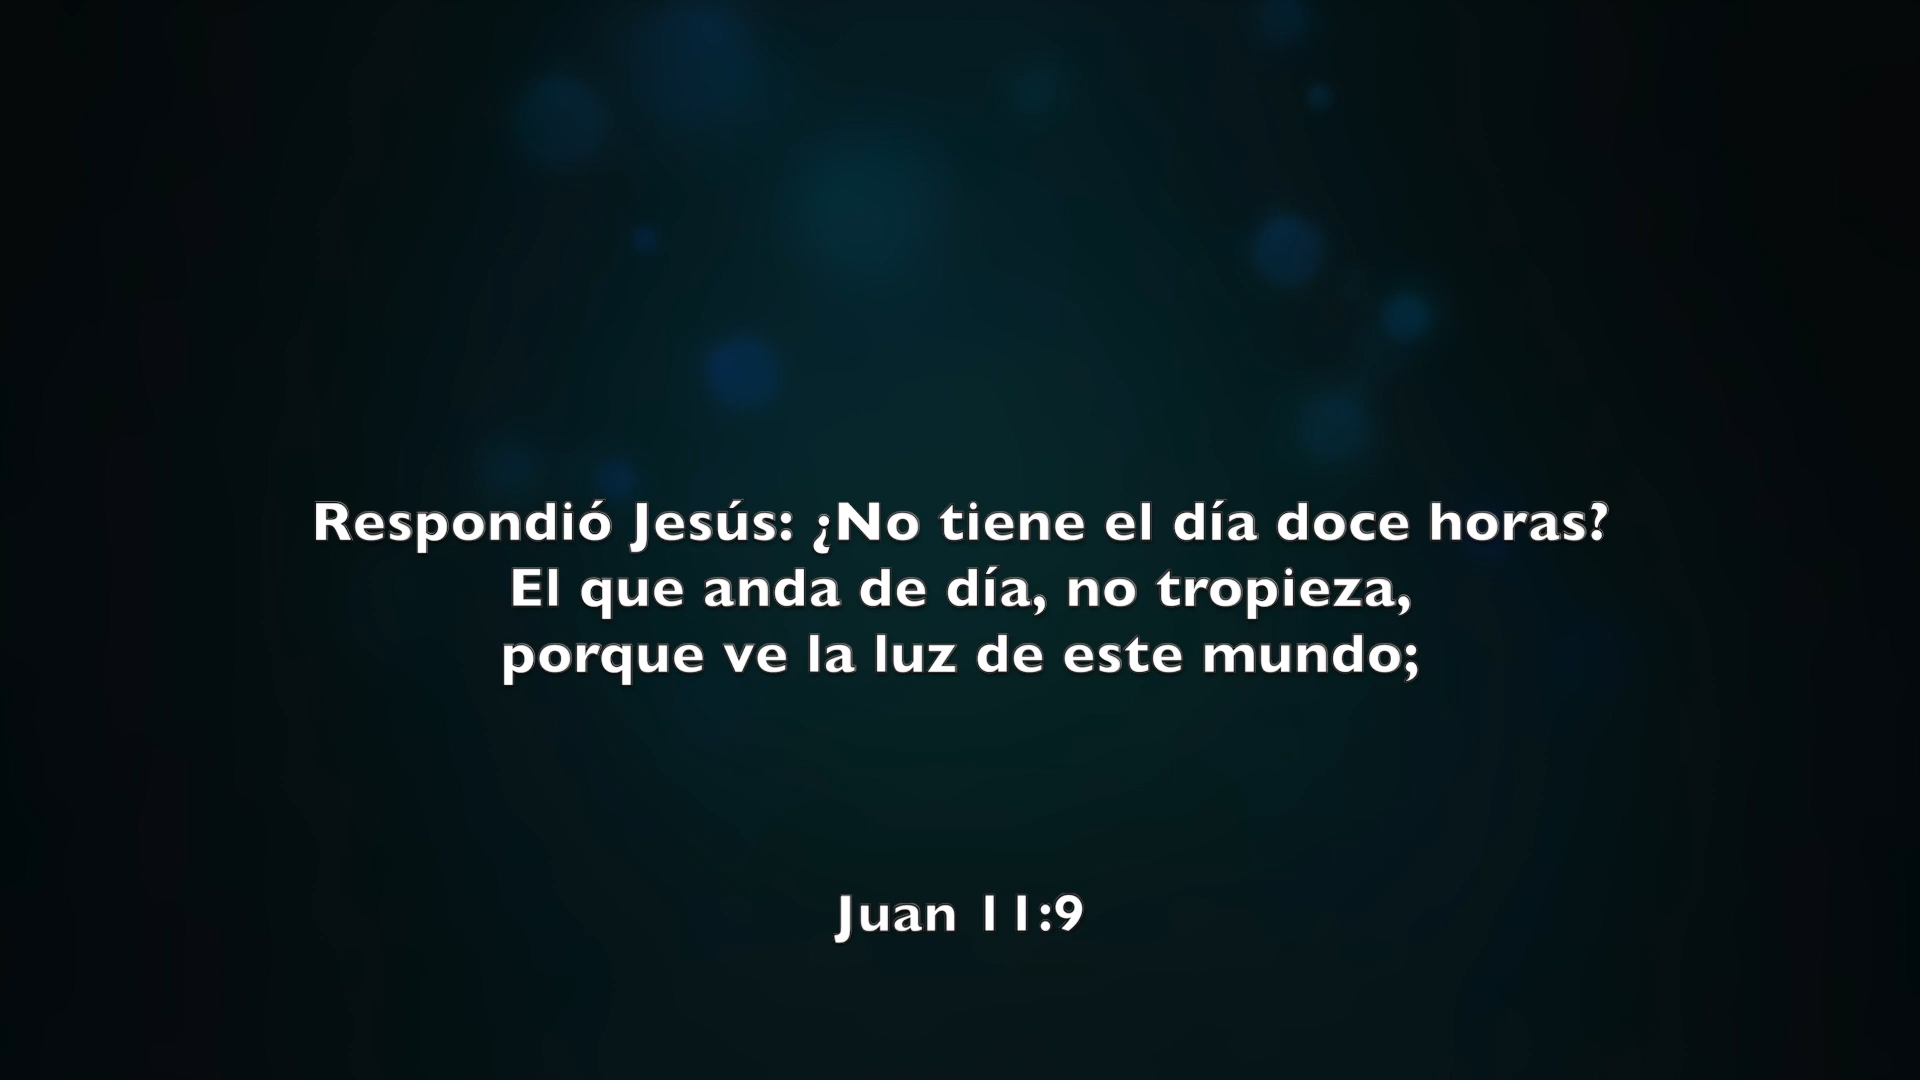 Respondió Jesús: ¿No tiene el día doce horas?
El que anda de día, no tropieza,
porque ve la luz de este mundo;
Juan 11:9